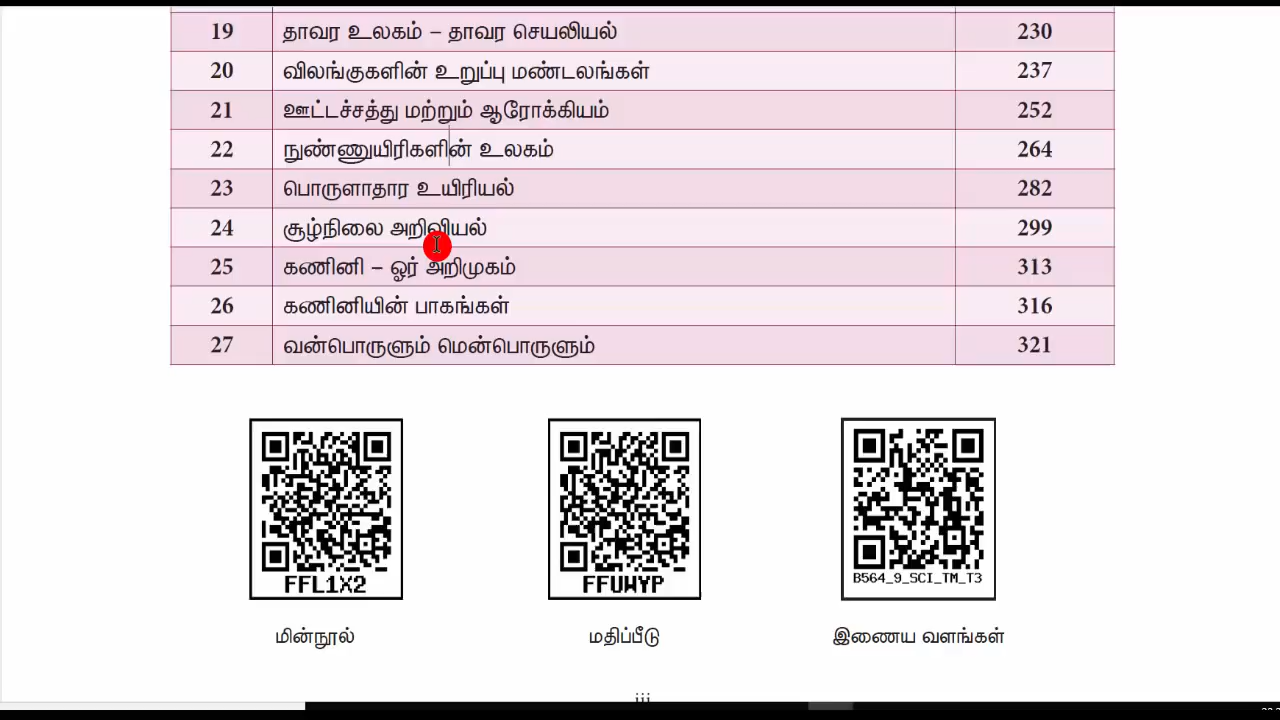 19 தாவர உலகம் – தாவர செயலியல் 230
20 விலங்குகளின் உறுப்பு மண்டலங்கள் 237
21 ஊட்டச்சத்து மற்றும் ஆரோக்கியம் 252
22 நுண்ணுயிரிகளின் உலகம் 264
23 பொருளாதார உயிரியல் 282
24 சூழ்நிலை அறிவியல் 299
25 கணினி – ஓர் அறிமுகம் 313
26 கணினியின் பாகங்கள் 316
27 வன்பொருளும் மென்பொருளும் 321
FFL1X2 FFUWYP B564_9_SCI_TM_T3
மின்நூல் மதிப்பீடு இணைய வளங்கள்
iii